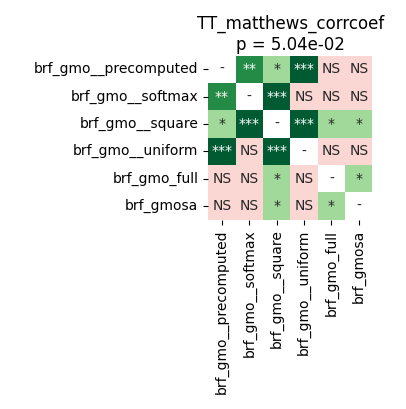 TT_matthews_corrcoef
p = 5.04e-02
brf_gmo__precomputed - ** * *** NS NS
brf_gmo__softmax ** - *** NS NS NS
brf_gmo__square * *** - *** * *
brf_gmo__uniform *** NS *** - NS NS
brf_gmo_full NS NS * NS - *
brf_gmosa NS NS * NS * -
brf_gmo__precomputed
brf_gmo__softmax
brf_gmo__square
brf_gmo__uniform
brf_gmo_full
brf_gmosa